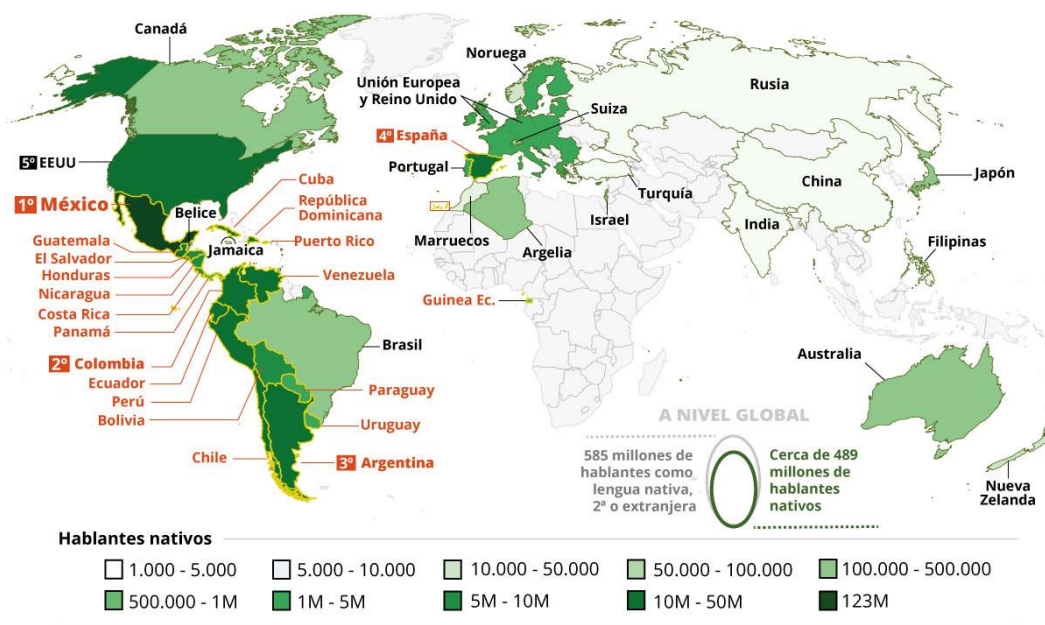 Canadá
Noruega
Unión Europea
y Reino Unido
Suiza
Rusia
4º España
5º EEUU
Portugal
Cuba
Turquía
China
Japón
1º México
Belice
República
Dominicana
Israel
India
Guatemala
Jamaica
Puerto Rico
Marruecos
Argelia
Filipinas
El Salvador
Honduras
Venezuela
Nicaragua
Guinea Ec.
Costa Rica
Panamá
Brasil
Australia
2º Colombia
Ecuador
Paraguay
Perú
Bolivia
Uruguay
Chile
3º Argentina
A NIVEL GLOBAL
585 millones de
hablantes como
lengua nativa,
2ª o extranjera
Cerca de 489
millones de
hablantes
nativos
Nueva
Zelanda
Hablantes nativos
1.000 - 5.000
5.000 - 10.000
10.000 - 50.000
50.000 - 100.000
100.000 - 500.000
500.000 - 1M
1M - 5M
5M - 10M
10M - 50M
123M